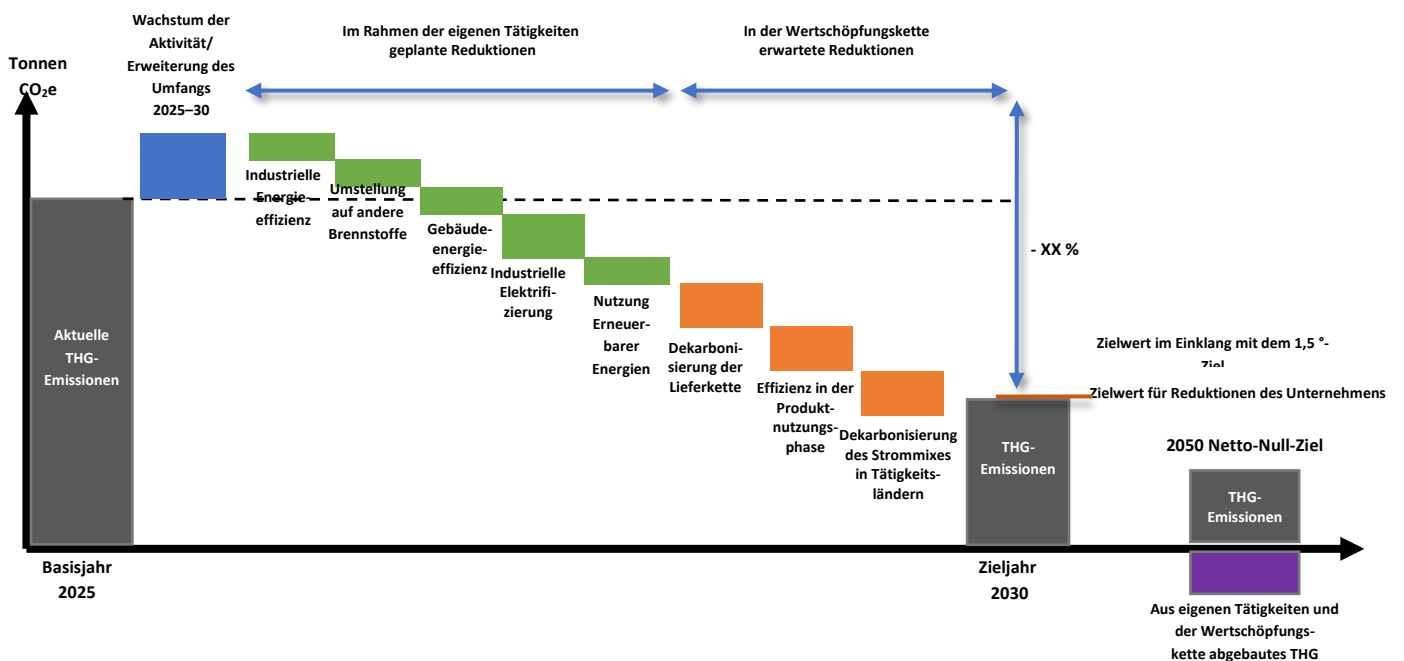 Tonnen
CO₂e
Wachstum der
Aktivität/
Erweiterung des
Umfangs
2025–30
Im Rahmen der eigenen Tätigkeiten
geplante Reduktionen
In der Wertschöpfungskette
erwartete Reduktionen
Industrielle
Energie-
effizienz
Umstellung
auf andere
Brennstoffe
Gebäude-
energie-
effizienz
Industrielle
Elektrifi-
zierung
Nutzung
Erneuer-
barer
Energien
Dekarboni-
sierung der
Lieferkette
Effizienz in der
Produkt-
nutzungs-
phase
Dekarbonisierung
des Strommixes
in Tätigkeits-
ländern
- XX %
Aktuelle
THG-
Emissionen
Zielwert im Einklang mit dem 1,5 °-
Ziel
Zielwert für Reduktionen des Unternehmens
THG-
Emissionen
2050 Netto-Null-Ziel
THG-
Emissionen
Basisjahr
2025
Zieljahr
2030
Aus eigenen Tätigkeiten und
der Wertschöpfungs-
kette abgebautes THG